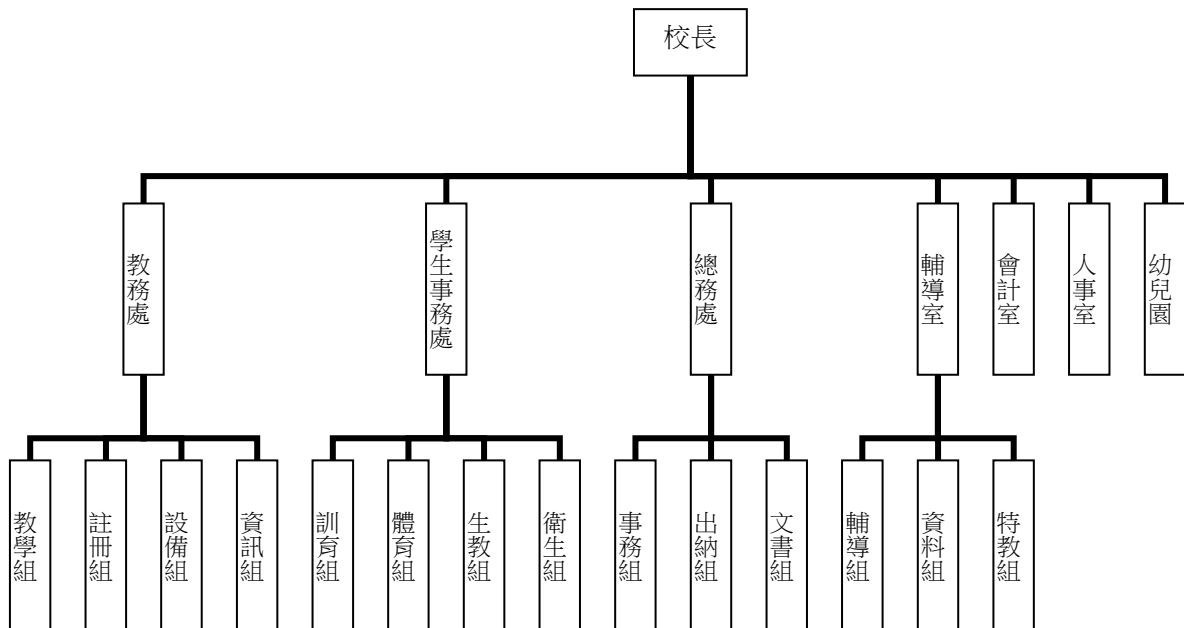 校長
教務處
學生事務處
總務處
輔導室
會計室
人事室
幼兒園
教學組
註冊組
設備組
資訊組
訓育組
體育組
生教組
衛生組
事務組
出納組
文書組
輔導組
資料組
特教組